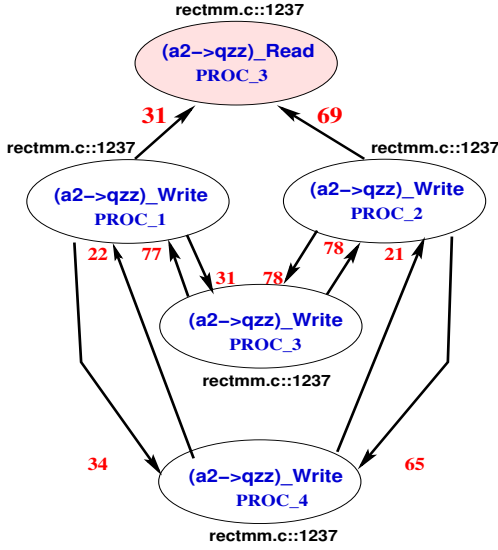 rectmm.c::1237
(a2->qzz)_Read
PROC_3
31
69
rectmm.c::1237
rectmm.c::1237
(a2->qzz)_Write
PROC_1
(a2->qzz)_Write
PROC_2
22
77
78
21
31
78
(a2->qzz)_Write
PROC_3
rectmm.c::1237
34
65
(a2->qzz)_Write
PROC_4
rectmm.c::1237